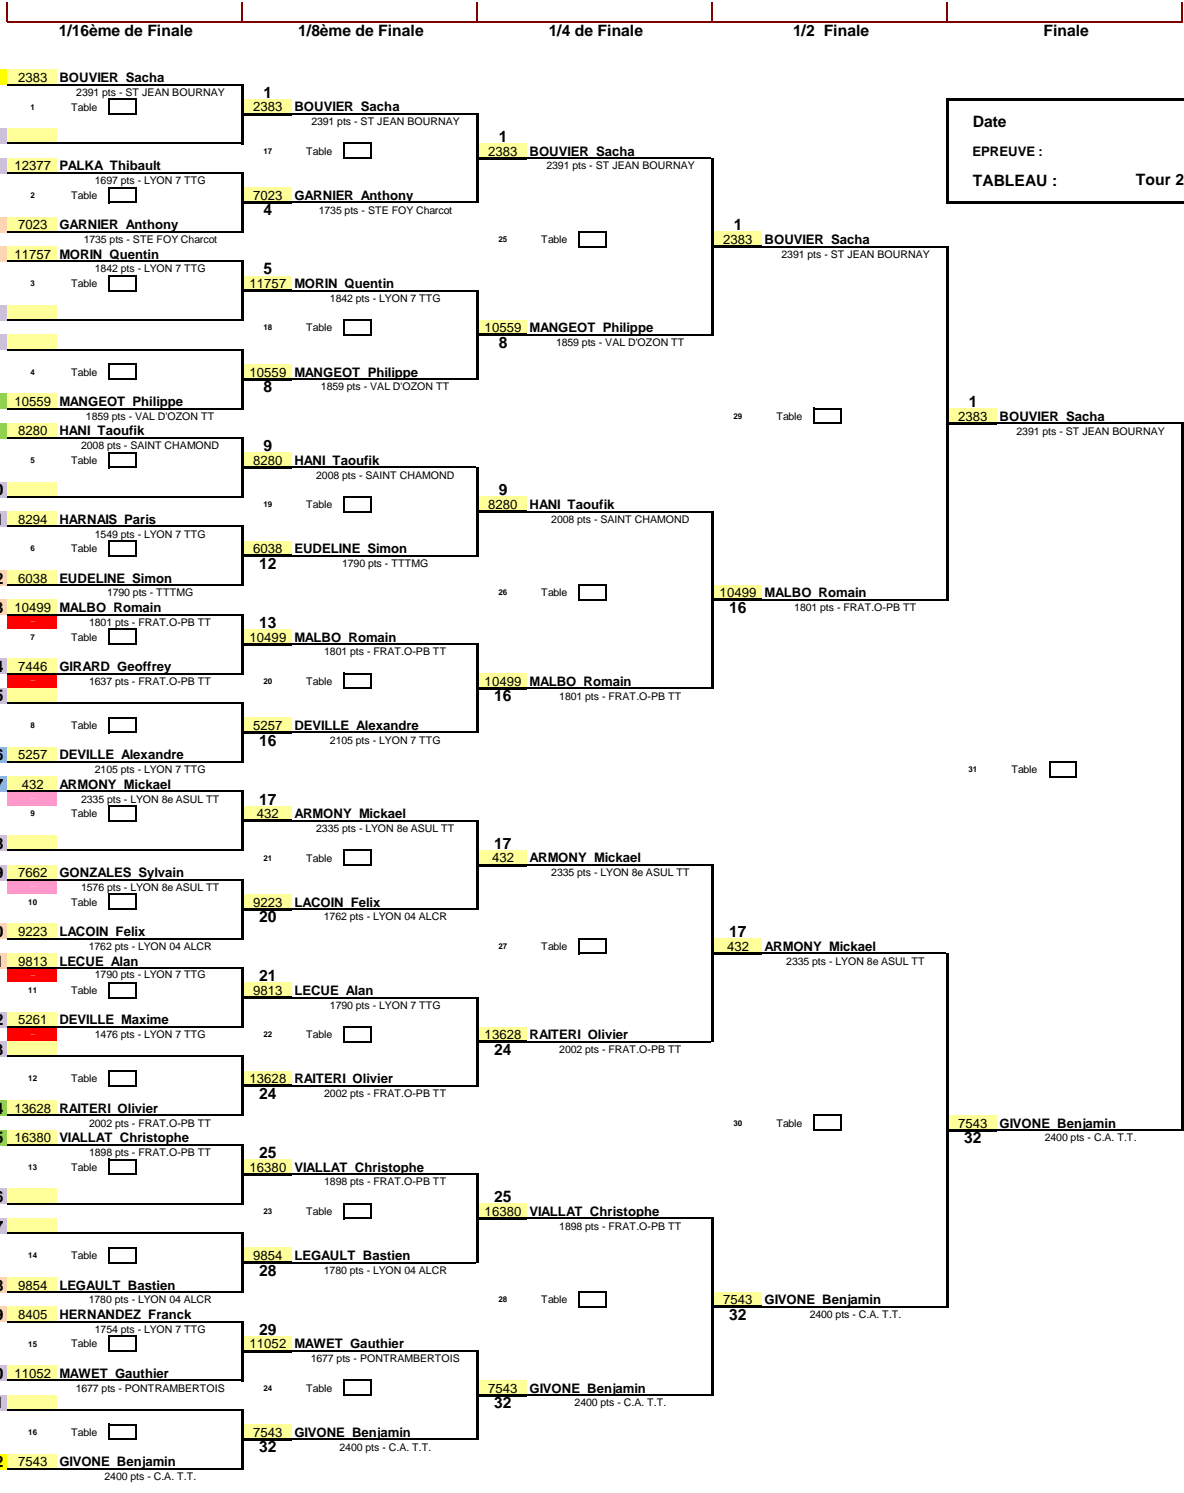 1/16ème de Finale
1/8ème de Finale
1/4 de Finale
1/2 Finale
Finale
Date
EPREUVE :
TABLEAU :
Tour 2
2383 BOUVIER Sacha
2391 pts - ST JEAN BOURNAY
1 Table
12377 PALKA Thibault
1697 pts - LYON 7 TTG
2 Table
7023 GARNIER Anthony
1735 pts - STE FOY Charcot
11757 MORIN Quentin
1842 pts - LYON 7 TTG
3 Table
4 Table
10559 MANGEOT Philippe
1859 pts - VAL D'OZON TT
8280 HANI Taoufik
2008 pts - SAINT CHAMOND
5 Table
8294 HARNAIS Paris
1549 pts - LYON 7 TTG
6 Table
6038 EUDELINE Simon
1790 pts - TTTMG
10499 MALBO Romain
1801 pts - FRAT.O-PB TT
7 Table
7446 GIRARD Geoffrey
1637 pts - FRAT.O-PB TT
8 Table
5257 DEVILLE Alexandre
2105 pts - LYON 7 TTG
432 ARMONY Mickael
2335 pts - LYON 8e ASUL TT
9 Table
7662 GONZALES Sylvain
1576 pts - LYON 8e ASUL TT
10 Table
9223 LACOIN Felix
1762 pts - LYON 04 ALCR
9813 LECUE Alan
1790 pts - LYON 7 TTG
11 Table
5261 DEVILLE Maxime
1476 pts - LYON 7 TTG
12 Table
13628 RAITERI Olivier
2002 pts - FRAT.O-PB TT
16380 VIALLAT Christophe
1898 pts - FRAT.O-PB TT
13 Table
14 Table
9854 LEGAULT Bastien
1780 pts - LYON 04 ALCR
8405 HERNANDEZ Franck
1754 pts - LYON 7 TTG
15 Table
11052 MAWET Gauthier
1677 pts - PONTRAMBERTOIS
16 Table
7543 GIVONE Benjamin
2400 pts - C.A. T.T.
1
2383 BOUVIER Sacha
2391 pts - ST JEAN BOURNAY
17 Table
7023 GARNIER Anthony
4 1735 pts - STE FOY Charcot
5
11757 MORIN Quentin
1842 pts - LYON 7 TTG
18 Table
10559 MANGEOT Philippe
8 1859 pts - VAL D'OZON TT
9
8280 HANI Taoufik
2008 pts - SAINT CHAMOND
19 Table
6038 EUDELINE Simon
12 1790 pts - TTTMG
13
10499 MALBO Romain
1801 pts - FRAT.O-PB TT
20 Table
5257 DEVILLE Alexandre
16 2105 pts - LYON 7 TTG
17
432 ARMONY Mickael
2335 pts - LYON 8e ASUL TT
21 Table
9223 LACOIN Felix
20 1762 pts - LYON 04 ALCR
21
9813 LECUE Alan
1790 pts - LYON 7 TTG
22 Table
13628 RAITERI Olivier
24 2002 pts - FRAT.O-PB TT
25
16380 VIALLAT Christophe
1898 pts - FRAT.O-PB TT
23 Table
9854 LEGAULT Bastien
28 1780 pts - LYON 04 ALCR
29
11052 MAWET Gauthier
1677 pts - PONTRAMBERTOIS
24 Table
7543 GIVONE Benjamin
32 2400 pts - C.A. T.T.
1
2383 BOUVIER Sacha
2391 pts - ST JEAN BOURNAY
25 Table
10559 MANGEOT Philippe
8 1859 pts - VAL D'OZON TT
9
8280 HANI Taoufik
2008 pts - SAINT CHAMOND
26 Table
10499 MALBO Romain
16 1801 pts - FRAT.O-PB TT
17
432 ARMONY Mickael
2335 pts - LYON 8e ASUL TT
27 Table
13628 RAITERI Olivier
24 2002 pts - FRAT.O-PB TT
25
16380 VIALLAT Christophe
1898 pts - FRAT.O-PB TT
28 Table
7543 GIVONE Benjamin
32 2400 pts - C.A. T.T.
1
2383 BOUVIER Sacha
2391 pts - ST JEAN BOURNAY
29 Table
10499 MALBO Romain
16 1801 pts - FRAT.O-PB TT
17
432 ARMONY Mickael
2335 pts - LYON 8e ASUL TT
30 Table
7543 GIVONE Benjamin
32 2400 pts - C.A. T.T.
1
2383 BOUVIER Sacha
2391 pts - ST JEAN BOURNAY
31 Table
7543 GIVONE Benjamin
32 2400 pts - C.A. T.T.